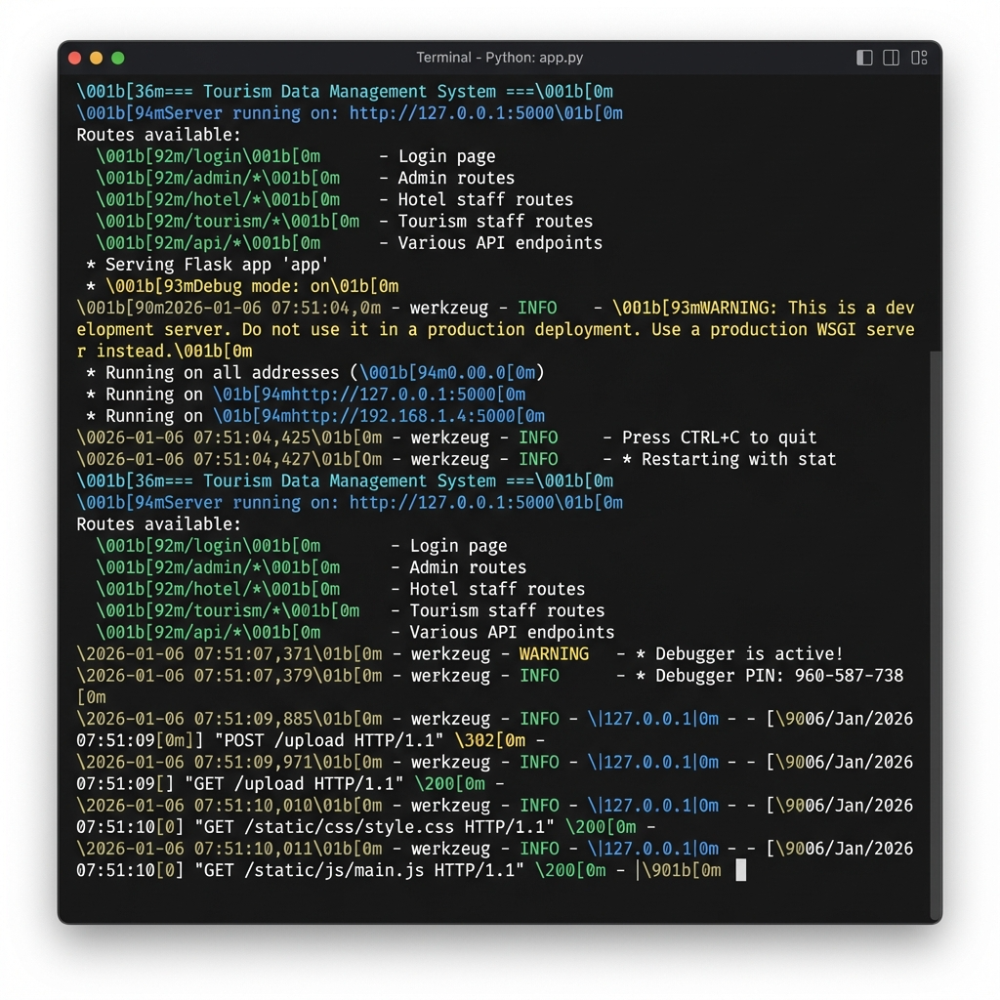 Terminal - Python: app.py
\001b[36m=== Tourism Data Management System ===\001b[0m
\001b[94mServer running on: http://127.0.0.1:5000\01b[0m
Routes available:
\001b[92m/login\001b[0m - Login page
\001b[92m/admin/*\001b[0m - Admin routes
\001b[92m/hotel/*\001b[0m - Hotel staff routes
\001b[92m/tourism/*\001b[0m - Tourism staff routes
\001b[92m/api/*\001b[0m - Various API endpoints
* Serving Flask app 'app'
* \001b[93mDebug mode: on\01b[0m
\001b[90m2026-01-06 07:51:04,0m - werkzeug - INFO - \001b[93mWARNING: This is a dev
elopment server. Do not use it in a production deployment. Use a production WSGI serve
r instead.\001b[0m
* Running on all addresses (\001b[94m0.00.0[0m)
* Running on \01b[94mhttp://127.0.0.1:5000[0m
* Running on \01b[94mhttp://192.168.1.4:5000[0m
\0026-01-06 07:51:04,425\01b[0m - werkzeug - INFO - Press CTRL+C to quit
\0026-01-06 07:51:04,427\01b[0m - werkzeug - INFO - * Restarting with stat
\001b[36m=== Tourism Data Management System ===\001b[0m
\001b[94mServer running on: http://127.0.0.1:5000\01b[0m
Routes available:
\001b[92m/login\001b[0m - Login page
\001b[92m/admin/*\001b[0m - Admin routes
\001b[92m/hotel/*\001b[0m - Hotel staff routes
\001b[92m/tourism/*\001b[0m - Tourism staff routes
\001b[92m/api/*\001b[0m - Various API endpoints
\2026-01-06 07:51:07,371\01b[0m - werkzeug - WARNING - * Debugger is active!
\2026-01-06 07:51:07,379\01b[0m - werkzeug - INFO - * Debugger PIN: 960-587-738
[0m
\2026-01-06 07:51:09,885\01b[0m - werkzeug - INFO - \|127.0.0.1|0m - - [\9006/Jan/2026
07:51:09[0m]] "POST /upload HTTP/1.1" \302[0m -
\2026-01-06 07:51:09,971\01b[0m - werkzeug - INFO - \|127.0.0.1|0m - - [\9006/Jan/2026
07:51:09[] "GET /upload HTTP/1.1" \200[0m -
\2026-01-06 07:51:10,010\01b[0m - werkzeug - INFO - \|127.0.0.1|0m - - [\9006/Jan/2026
07:51:10[0] "GET /static/css/style.css HTTP/1.1" \200[0m -
\2026-01-06 07:51:10,011\01b[0m - werkzeug - INFO - \|127.0.0.1|0m - - [\9006/Jan/2026
07:51:10[0] "GET /static/js/main.js HTTP/1.1" \200[0m - |\901b[0m